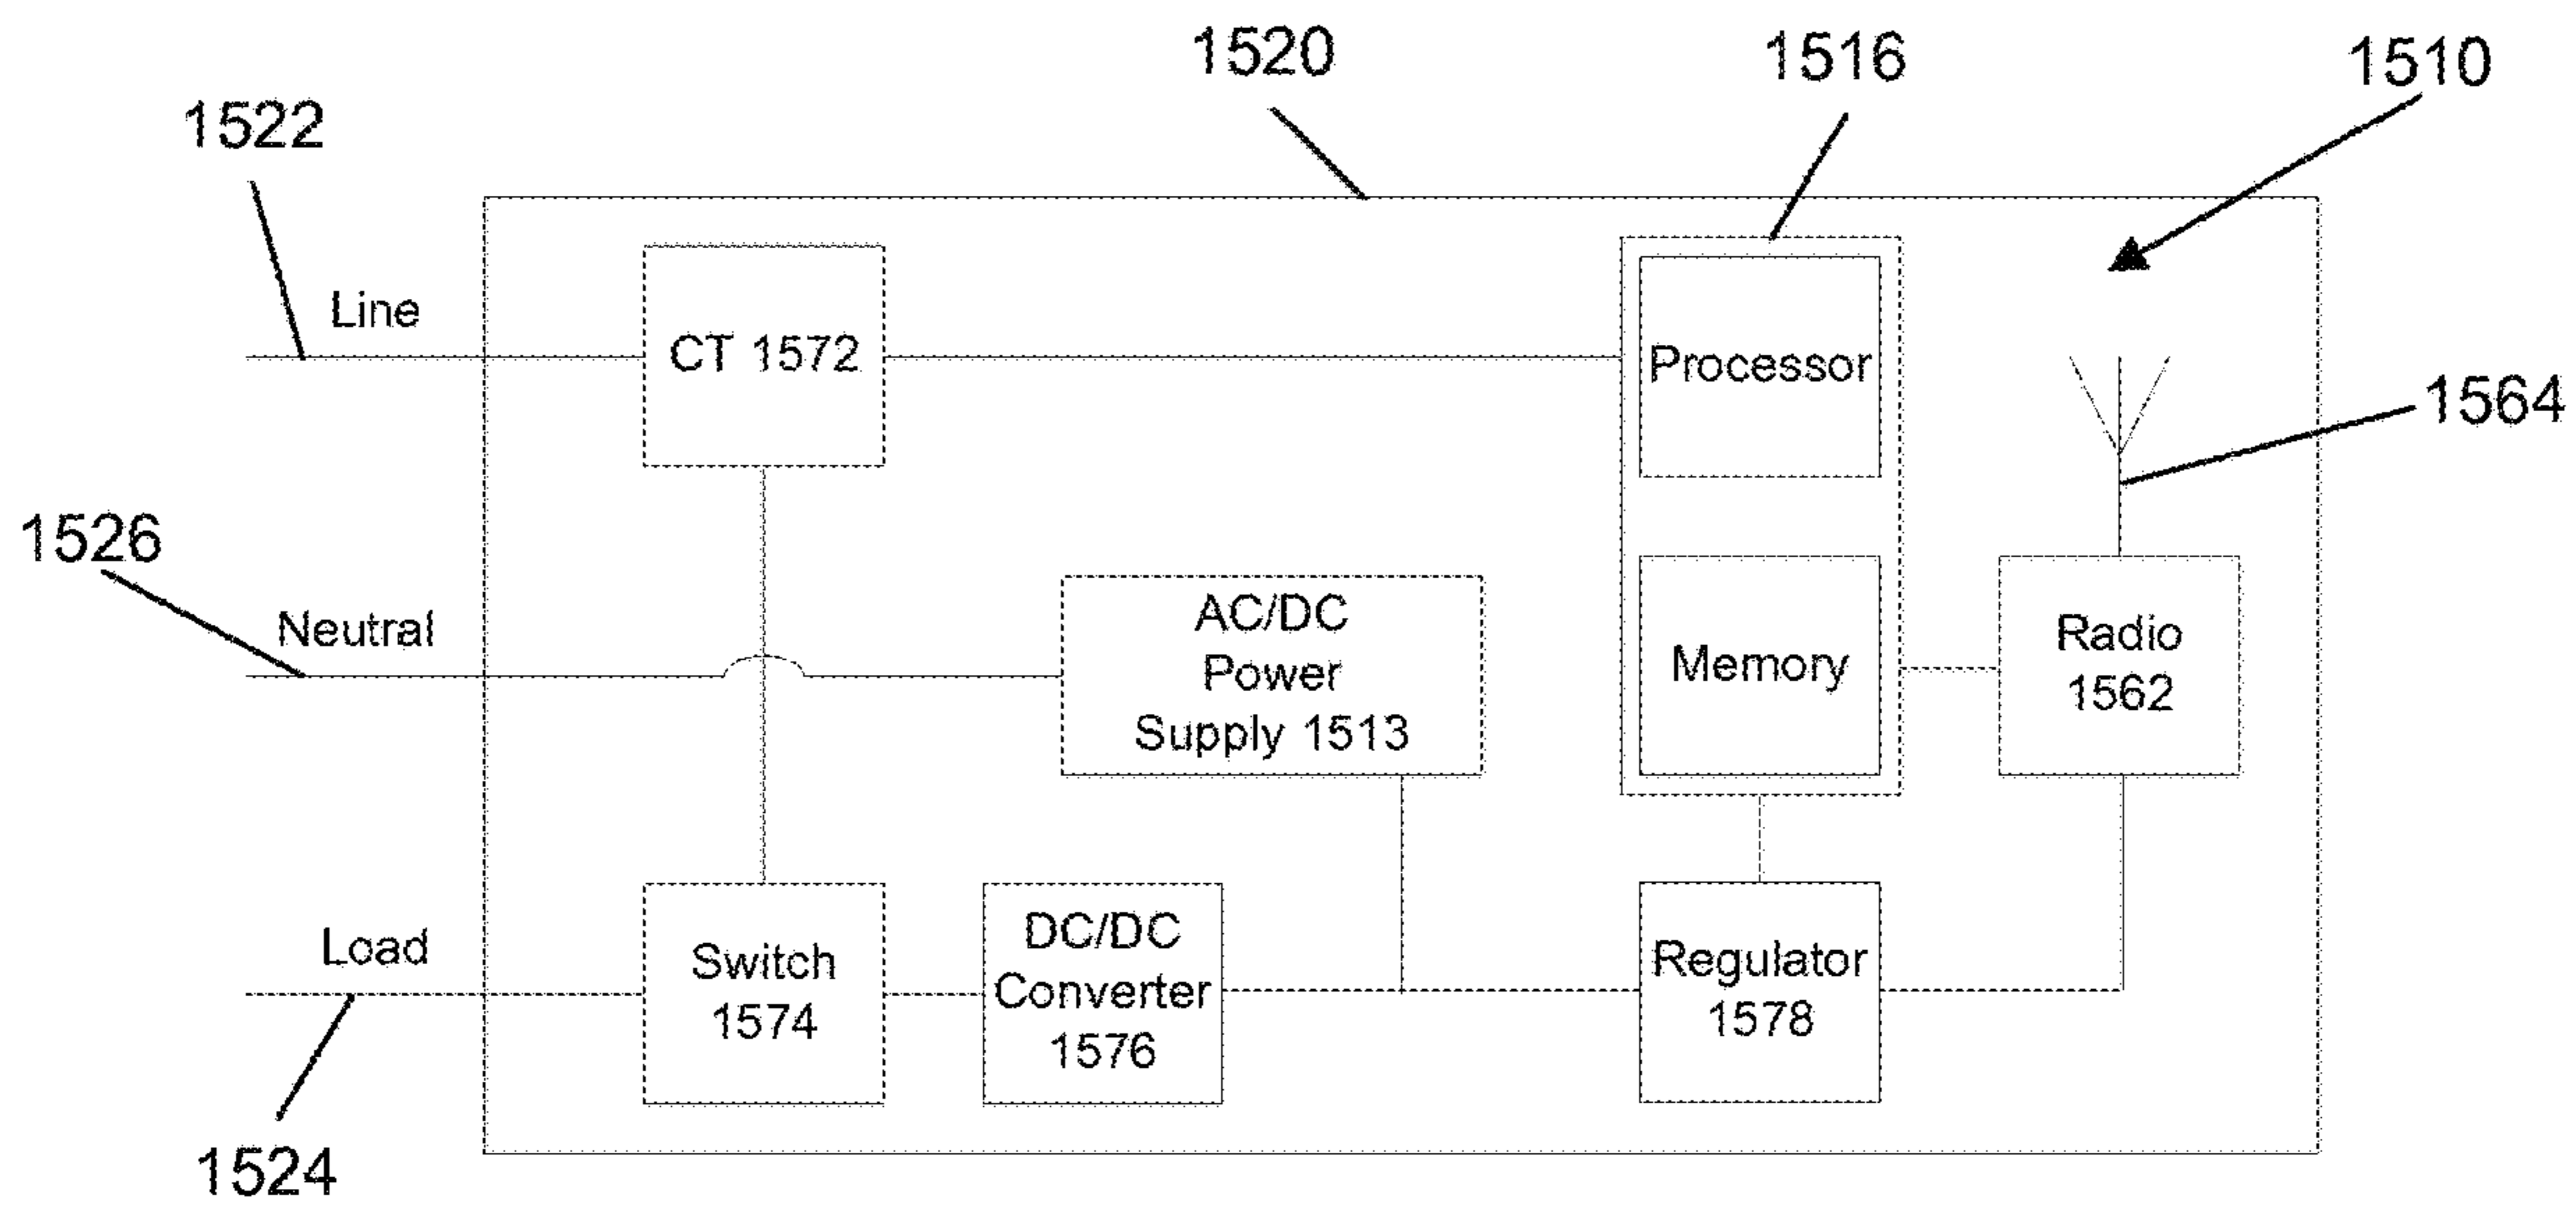 1520
1516
1510
1522
Line
CT 1572
Processor
1564
1526
Neutral
AC/DC
Power
Supply 1513
Memory
Radio
1562
Load
Switch
1574
DC/DC
Converter
1576
Regulator
1578
1524